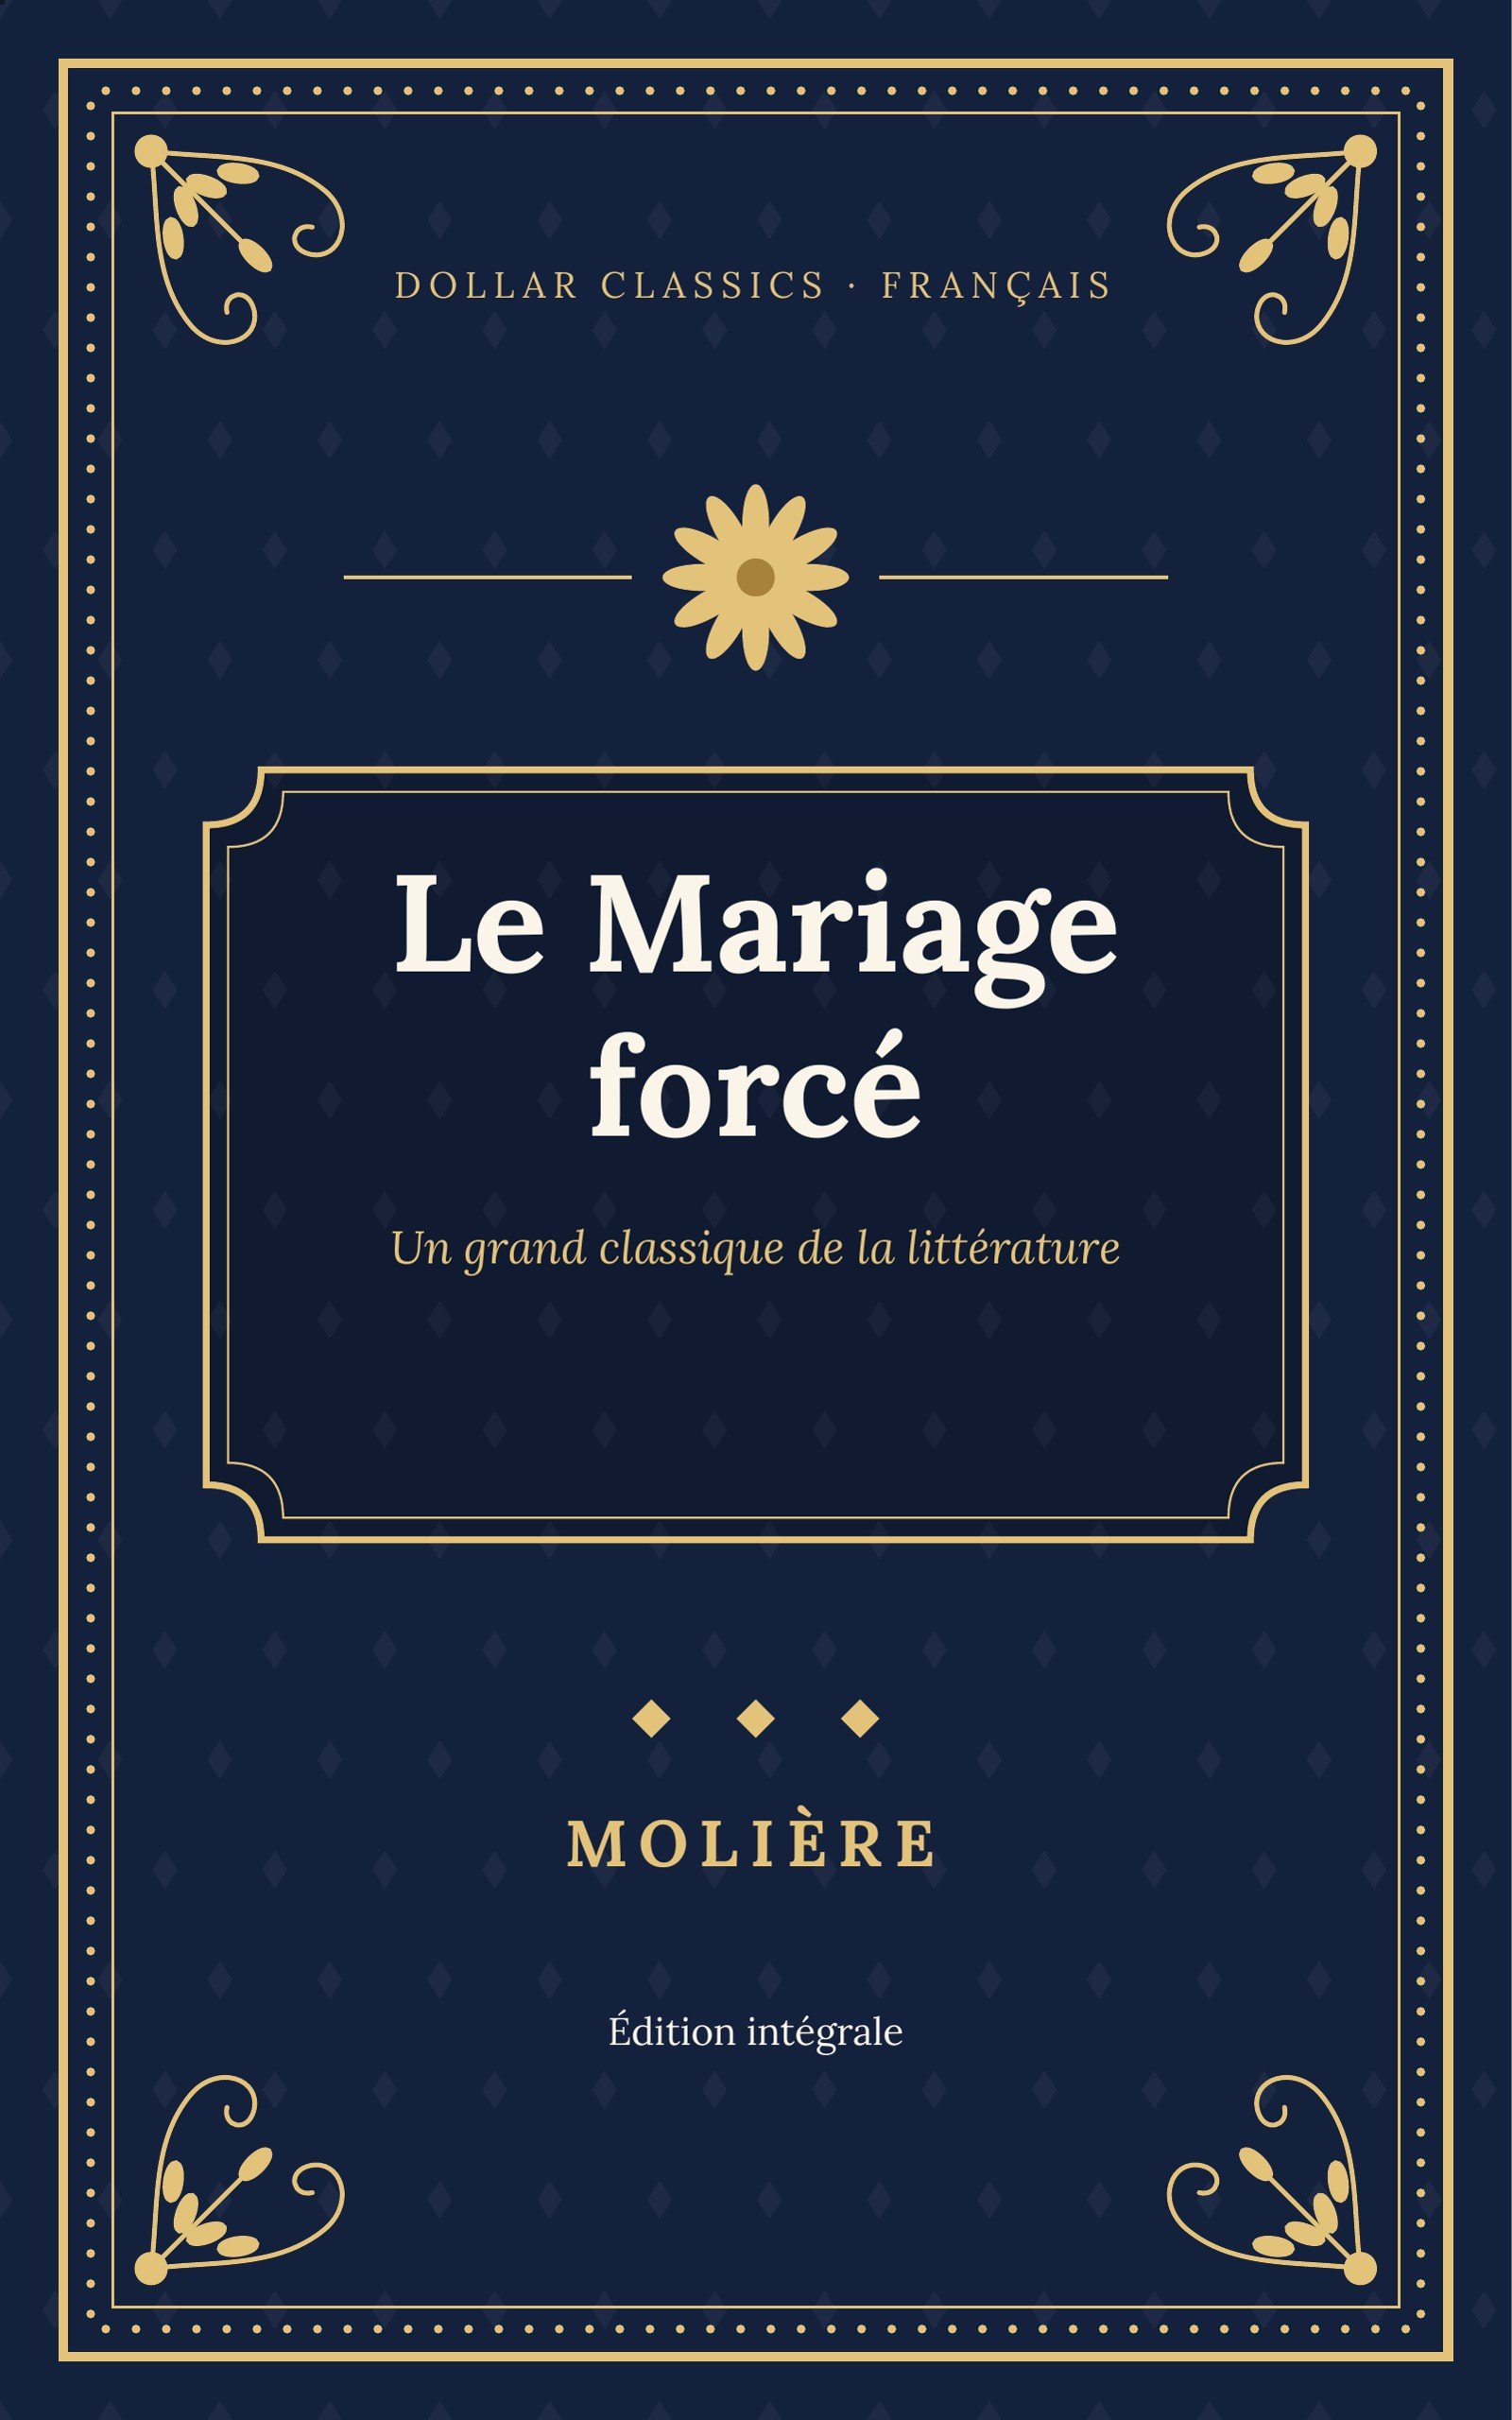 DOLLAR CLASSICS · FRANÇAIS
Le Mariage
forcé
Un grand classique de la littérature
MOLIÈRE
Édition intégrale